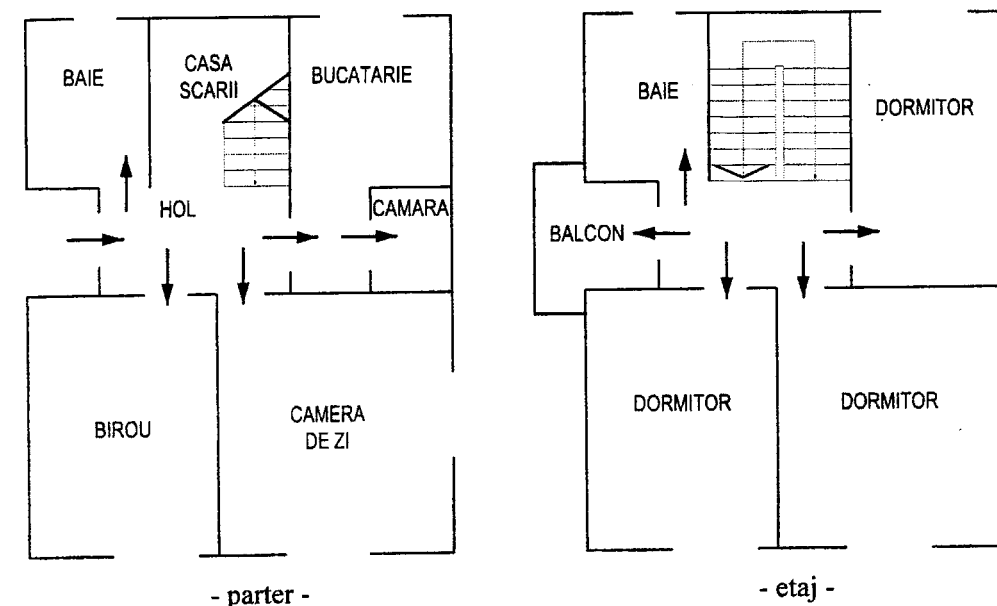 BAIE
CASA
SCARII
BUCATARIE
HOL
CAMARA
BIROU
CAMERA
DE ZI
- parter -
BAIE
DORMITOR
BALCON
DORMITOR
DORMITOR
- etaj -